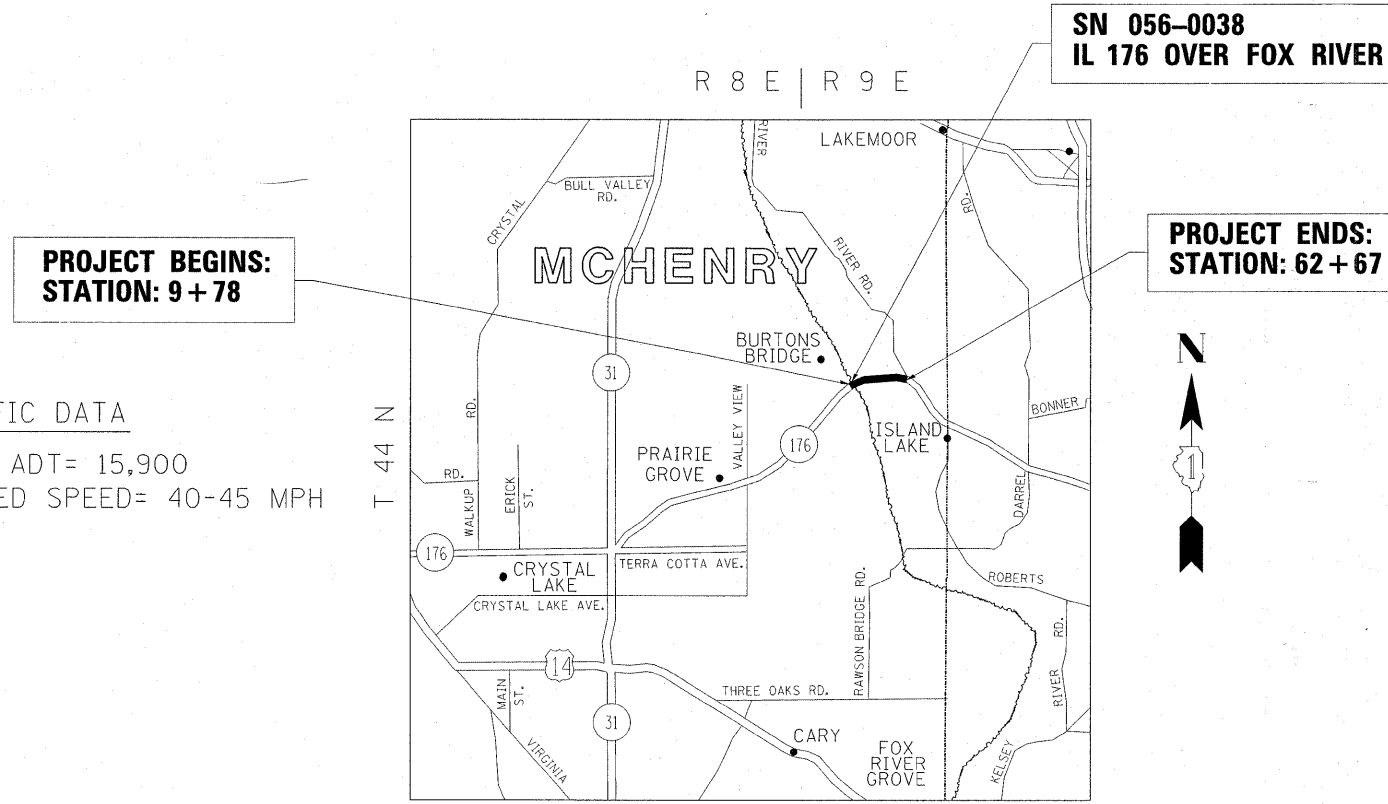 SN 056-0038
IL 176 OVER FOX RIVER
R 8 E | R 9 E
RIVER
LAKEMOOR
BULL VALLEY
RD.
CRYSTAL
RD.
PROJECT BEGINS:
STATION: 9+78
MCHENRY
RIVER RD.
PROJECT ENDS:
STATION: 62+67
N
BURTONS
BRIDGE
31
1
FIC DATA
ADT= 15,900
ED SPEED= 40-45 MPH
T 44 N
RD.
VALLEY VIEW
BONNER
176
ISLAND
LAKE
PRAIRIE
GROVE
RD.
WALKUP
ERICK
ST.
DARREL
176
TERRA COTTA AVE.
CRYSTAL
LAKE
CRYSTAL LAKE AVE.
RAWSON BRIDGE RD.
ROBERTS
RD.
14
MAIN
ST.
THREE OAKS RD.
RIVER
31
VIRGINIA
CARY
FOX
RIVER
GROVE
KELSEY